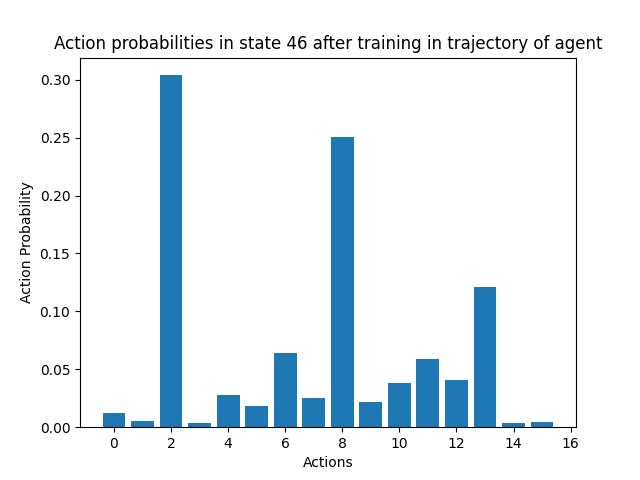 Action probabilities in state 46 after training in trajectory of agent
0.30
0.25
0.20
0.15
0.10
0.05
0.00
Action Probability
0 2 4 6 8 10 12 14 16
Actions